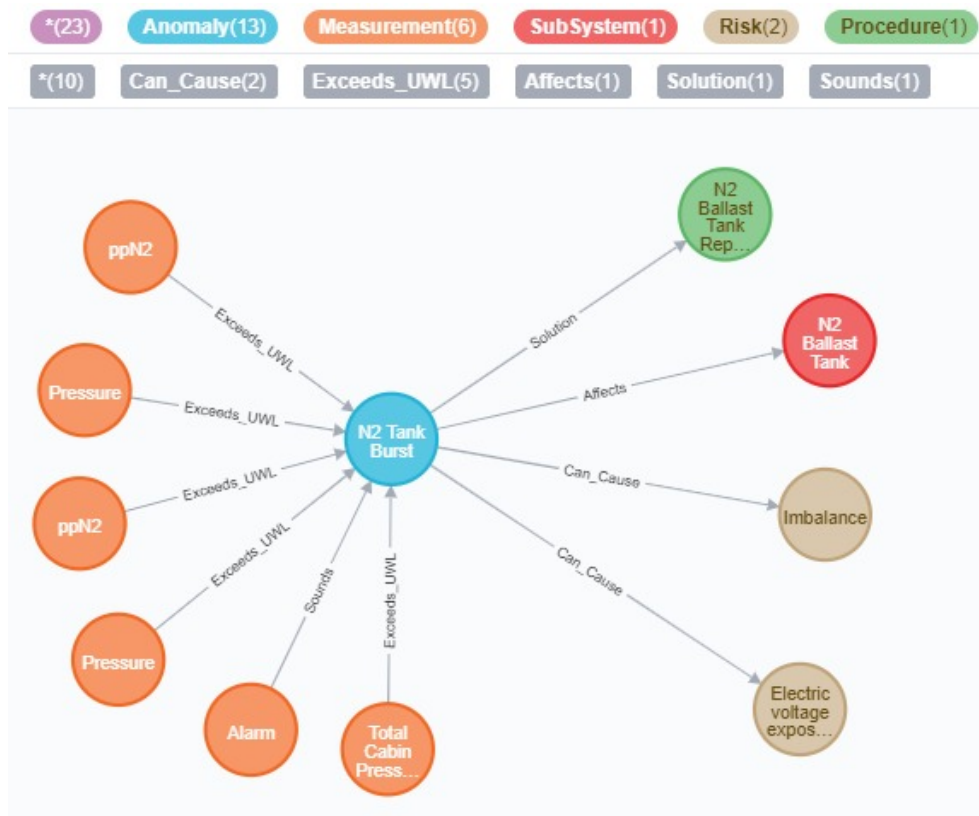 *(23) Anomaly(13) Measurement(6) SubSystem(1) Risk(2) Procedure(1)
*(10) Can_Cause(2) Exceeds_UWL(5) Affects(1) Solution(1) Sounds(1)
N2
Ballast
Tank
Rep...
ppN2
Exceeds_UWL
Solution
N2
Ballast
Tank
Pressure
Exceeds_UWL
Affects
N2 Tank
Burst
Exceeds_UWL
Can_Cause
ppN2
Imbalance
Exceeds_UWL
Sounds
Exceeds_UWL
Can_Cause
Pressure
Alarm
Total
Cabin
Press...
Electric
voltage
expos...